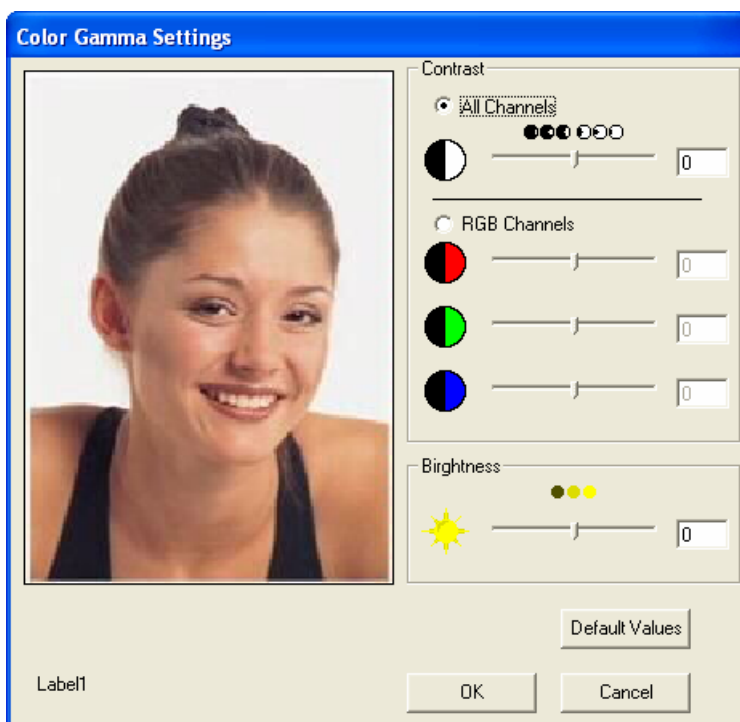 Color Gamma Settings
Contrast
All Channels
0
RGB Channels
0
0
0
Birghtness
0
Default Values
Label1
OK
Cancel